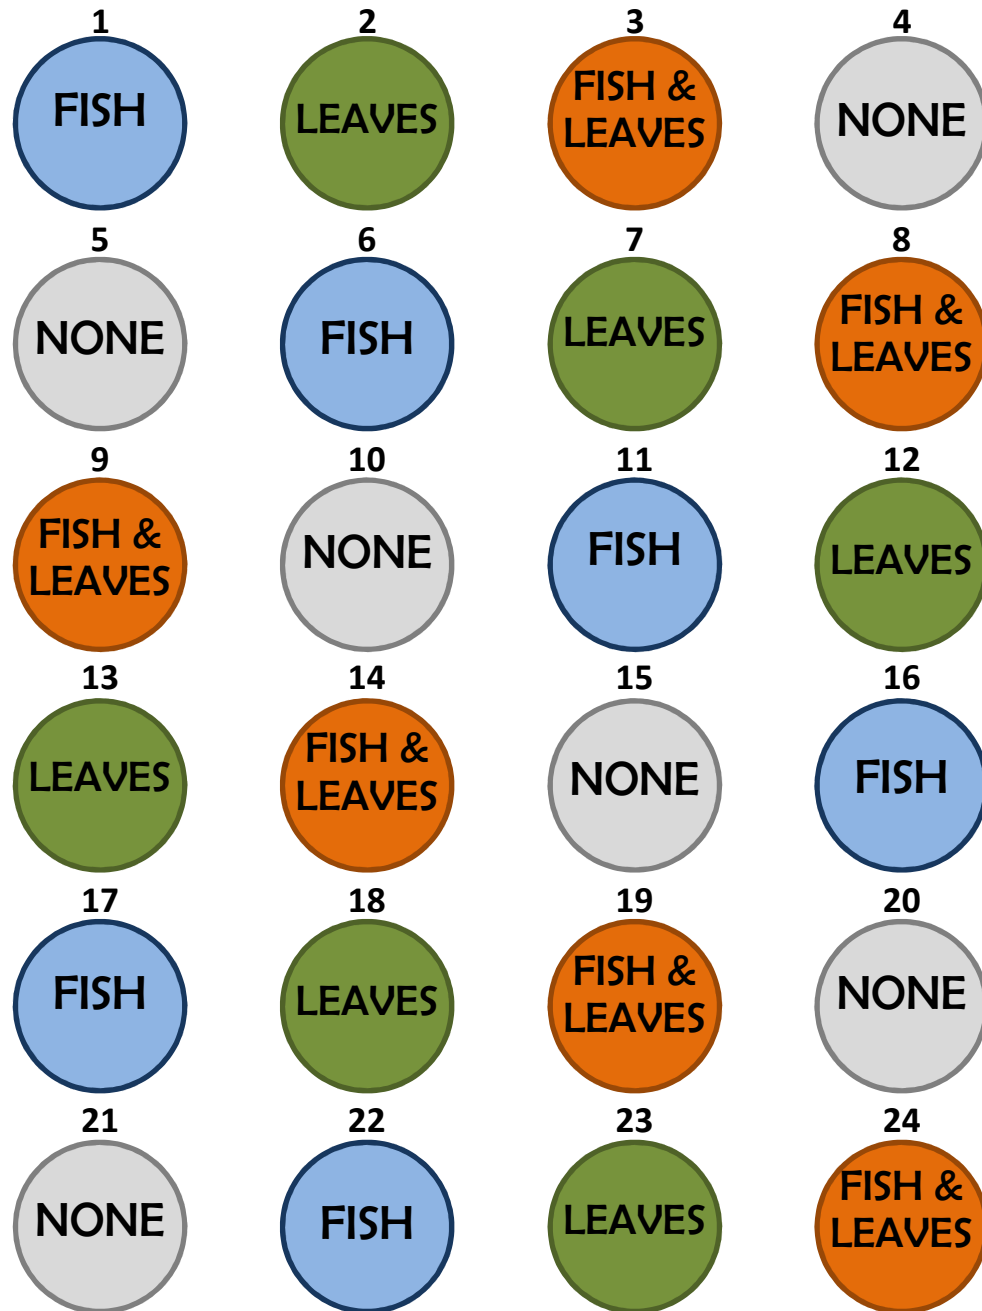 1 2 3 4
FISH LEAVES FISH & LEAVES NONE
5 6 7 8
NONE FISH LEAVES FISH & LEAVES
9 10 11 12
FISH & LEAVES NONE FISH LEAVES
13 14 15 16
LEAVES FISH & LEAVES NONE FISH
17 18 19 20
FISH LEAVES FISH & LEAVES NONE
21 22 23 24
NONE FISH LEAVES FISH & LEAVES